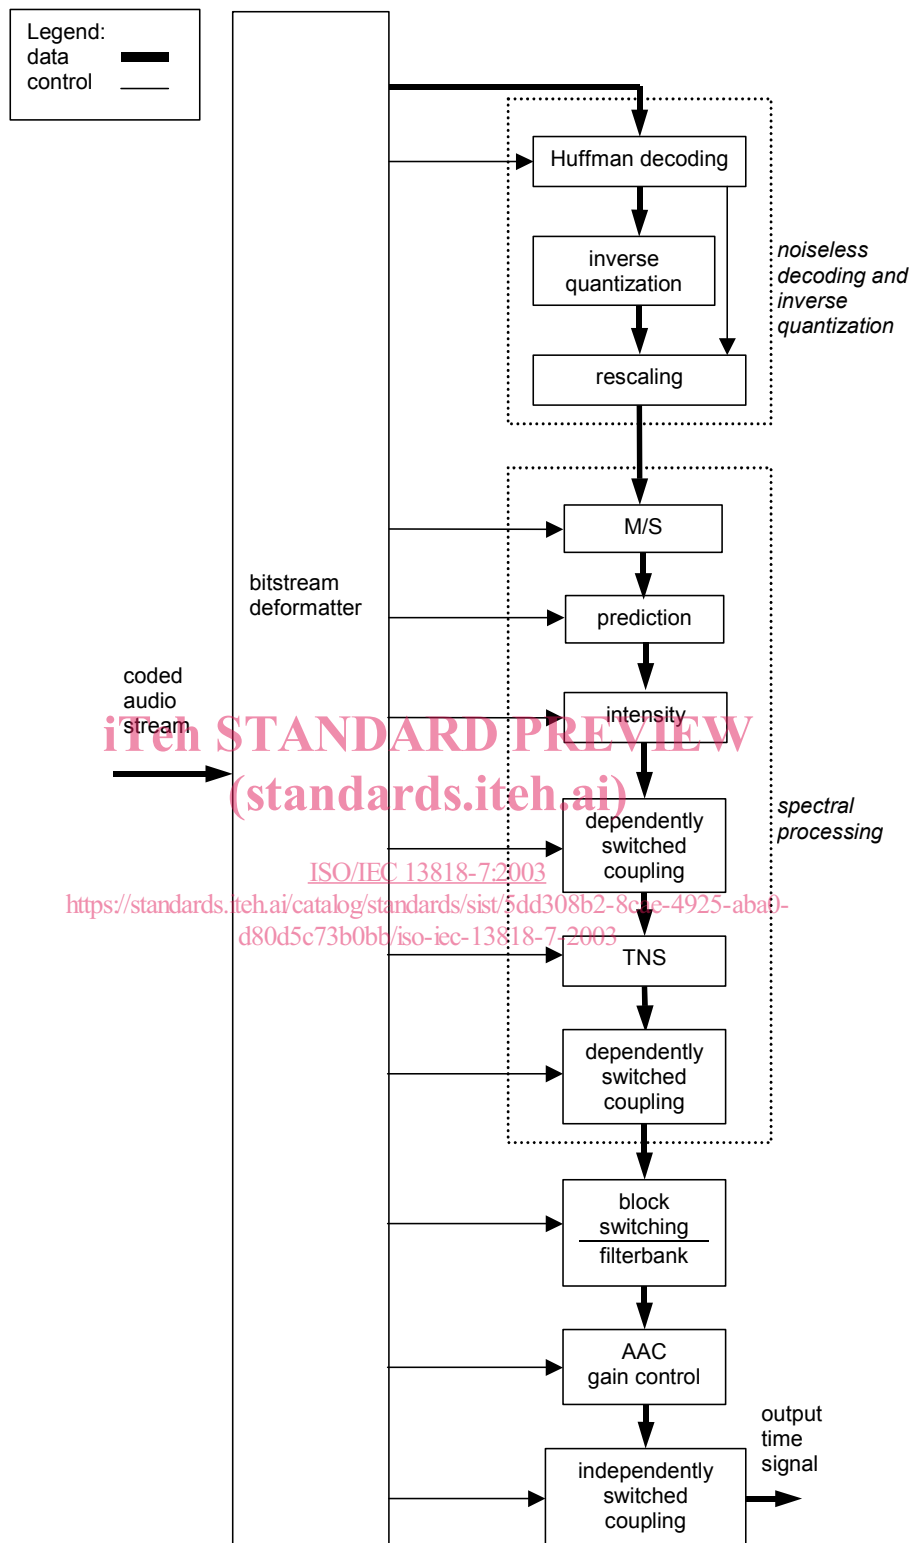 Legend:
data
control
Huffman decoding
inverse
quantization
rescaling
noiseless
decoding and
inverse
quantization
M/S
bitstream
deformatter
prediction
coded
audio
stream
intensity
iTeh STANDARD PREVIEW
(standards.iteh.ai)
dependently
switched
coupling
spectral
processing
ISO/IEC 13818-7:2003
https://standards.iteh.ai/catalog/standards/sist/5dd308b2-8cae-4925-aba0-
d80d5c73b0bb/iso-iec-13818-7-2003
TNS
dependently
switched
coupling
block
switching
filterbank
AAC
gain control
output
time
signal
independently
switched
coupling